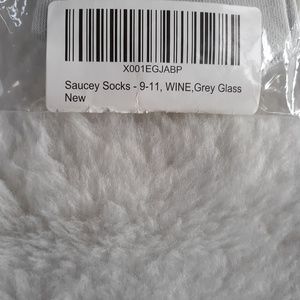 X001EGJABP
Saucey Socks - 9-11, WINE,Grey Glass
New